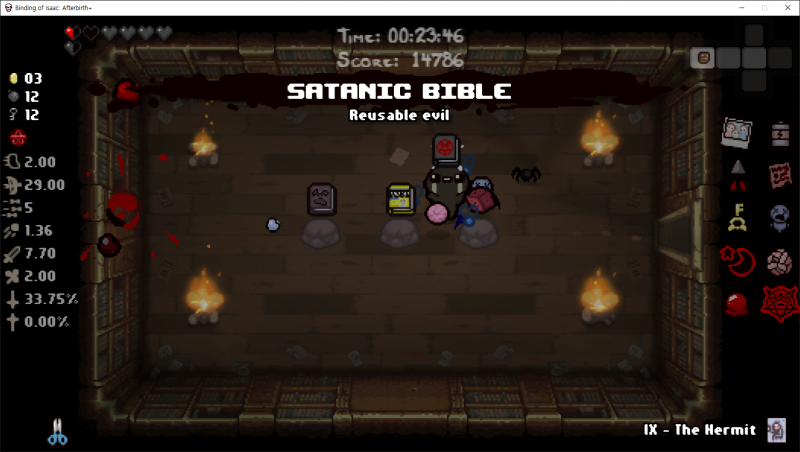 Binding of Isaac: Afterbirth+
Time: 00:23:46
Score: 14786
03
12
12
SATANIC BIBLE
Reusable evil
2.00
29.00
5
1.36
7.70
2.00
33.75%
0.00%
IX - The Hermit